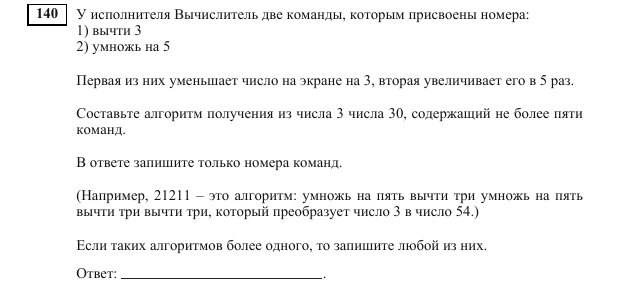 140 У исполнителя Вычислитель две команды, которым присвоены номера:
1) вычти 3
2) умножь на 5
Первая из них уменьшает число на экране на 3, вторая увеличивает его в 5 раз.
Составьте алгоритм получения из числа 3 числа 30, содержащий не более пяти
команд.
В ответе запишите только номера команд.
(Например, 21211 – это алгоритм: умножь на пять вычти три умножь на пять
вычти три вычти три, который преобразует число 3 в число 54.)
Если таких алгоритмов более одного, то запишите любой из них.
Ответ: ______________________________.